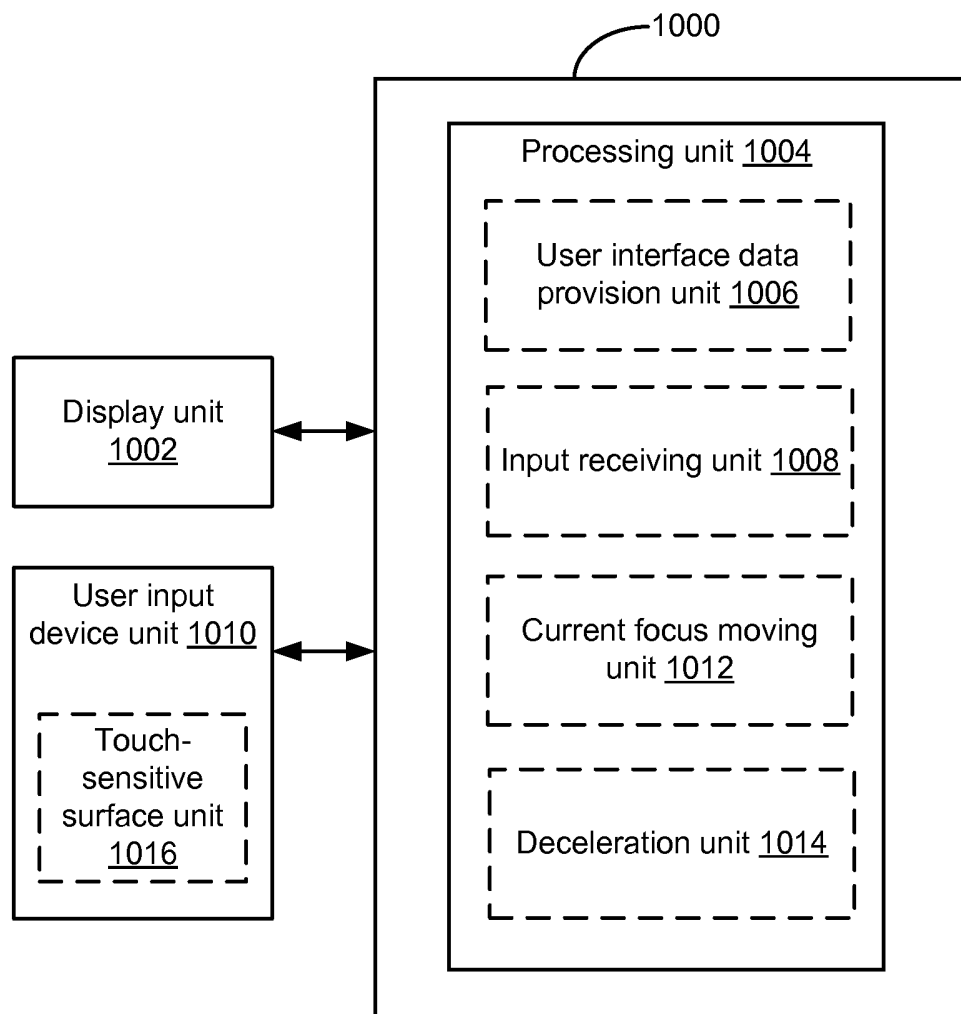 1000
Processing unit 1004
User interface data
provision unit 1006
Display unit
1002
Input receiving unit 1008
User input
device unit 1010
Current focus moving
unit 1012
Touch-
sensitive
surface unit
1016
Deceleration unit 1014